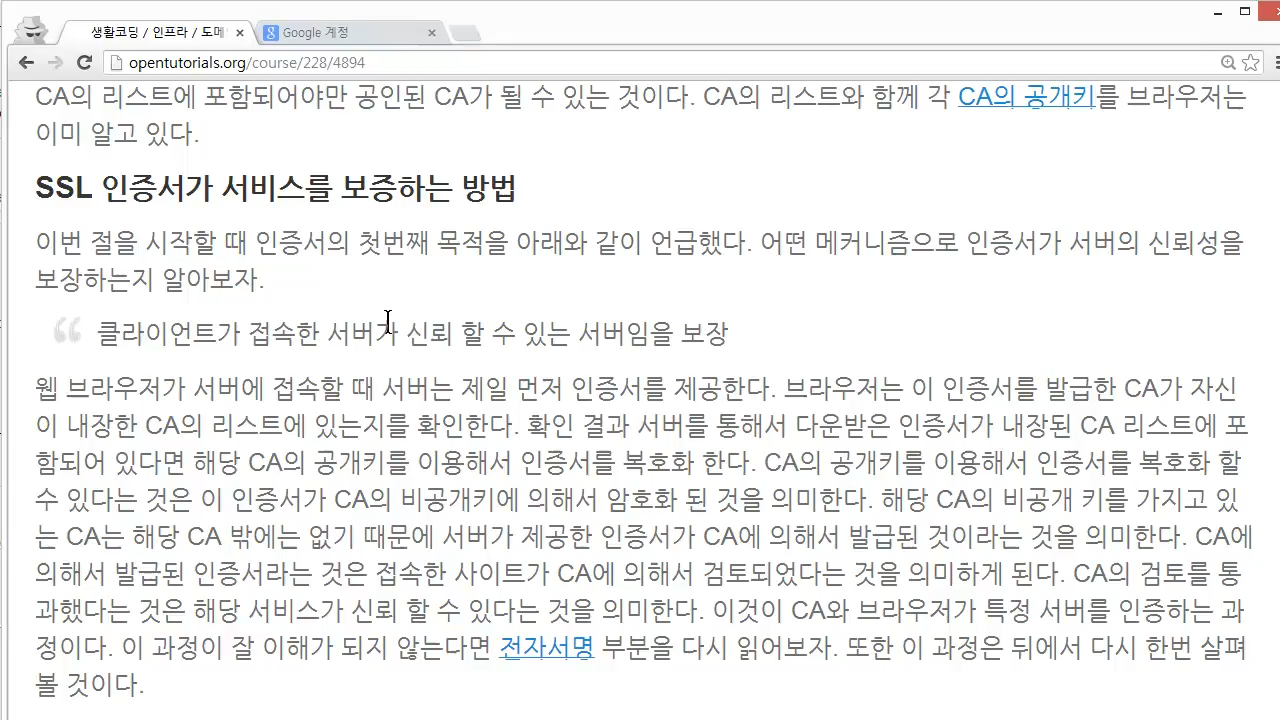 생활코딩 / 인프라 / 도메
Google 계정
opentutorials.org/course/228/4894
CA의 리스트에 포함되어야만 공인된 CA가 될 수 있는 것이다. CA의 리스트와 함께 각 CA의 공개키를 브라우저는
이미 알고 있다.
SSL 인증서가 서비스를 보증하는 방법
이번 절을 시작할 때 인증서의 첫번째 목적을 아래와 같이 언급했다. 어떤 메커니즘으로 인증서가 서버의 신뢰성을
보장하는지 알아보자.
클라이언트가 접속한 서버가 신뢰 할 수 있는 서버임을 보장
웹 브라우저가 서버에 접속할 때 서버는 제일 먼저 인증서를 제공한다. 브라우저는 이 인증서를 발급한 CA가 자신
이 내장한 CA의 리스트에 있는지를 확인한다. 확인 결과 서버를 통해서 다운받은 인증서가 내장된 CA 리스트에 포
함되어 있다면 해당 CA의 공개키를 이용해서 인증서를 복호화 한다. CA의 공개키를 이용해서 인증서를 복호화 할
수 있다는 것은 이 인증서가 CA의 비공개키에 의해서 암호화 된 것을 의미한다. 해당 CA의 비공개 키를 가지고 있
는 CA는 해당 CA 밖에는 없기 때문에 서버가 제공한 인증서가 CA에 의해서 발급된 것이라는 것을 의미한다. CA에
의해서 발급된 인증서라는 것은 접속한 사이트가 CA에 의해서 검토되었다는 것을 의미하게 된다. CA의 검토를 통
과했다는 것은 해당 서비스가 신뢰 할 수 있다는 것을 의미한다. 이것이 CA와 브라우저가 특정 서버를 인증하는 과
정이다. 이 과정이 잘 이해가 되지 않는다면 전자서명 부분을 다시 읽어보자. 또한 이 과정은 뒤에서 다시 한번 살펴
볼 것이다.